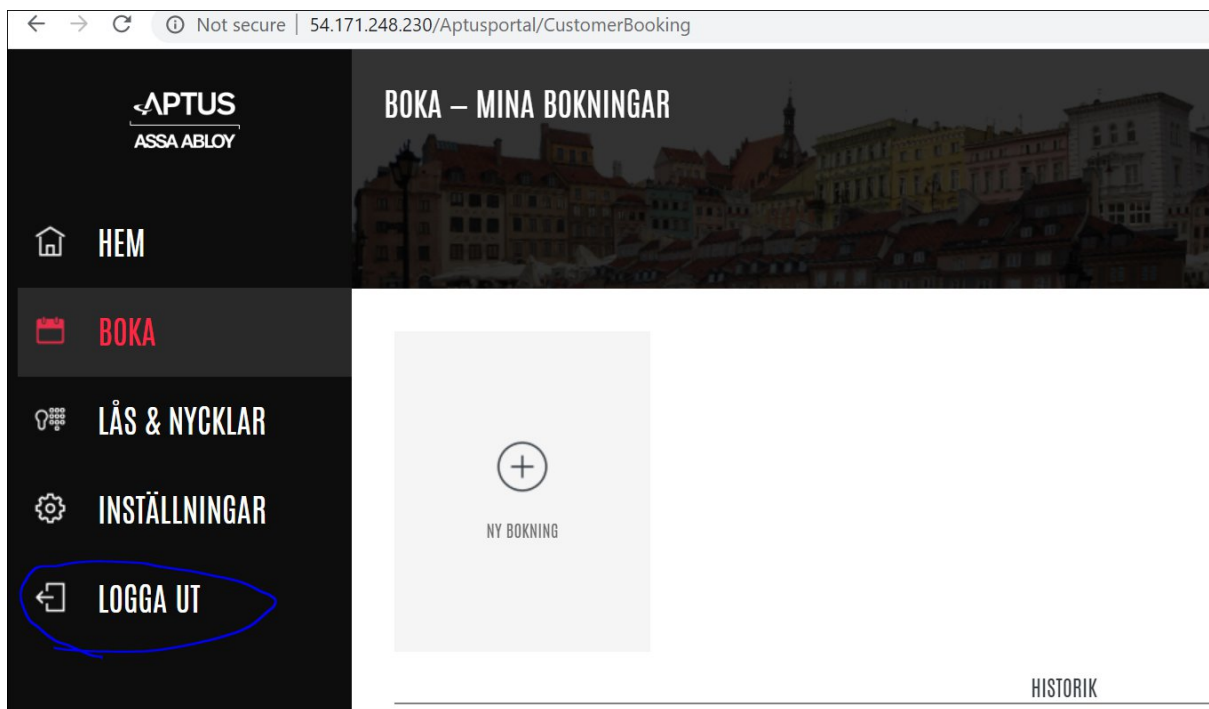 Not secure | 54.171.248.230/Aptusportal/CustomerBooking
APTUS
ASSA ABLOY
BOKA – MINA BOKNINGAR
HEM
BOKA
LÅS & NYCKLAR
INSTÄLLNINGAR
LOGGA UT
NY BOKNING
HISTORIK